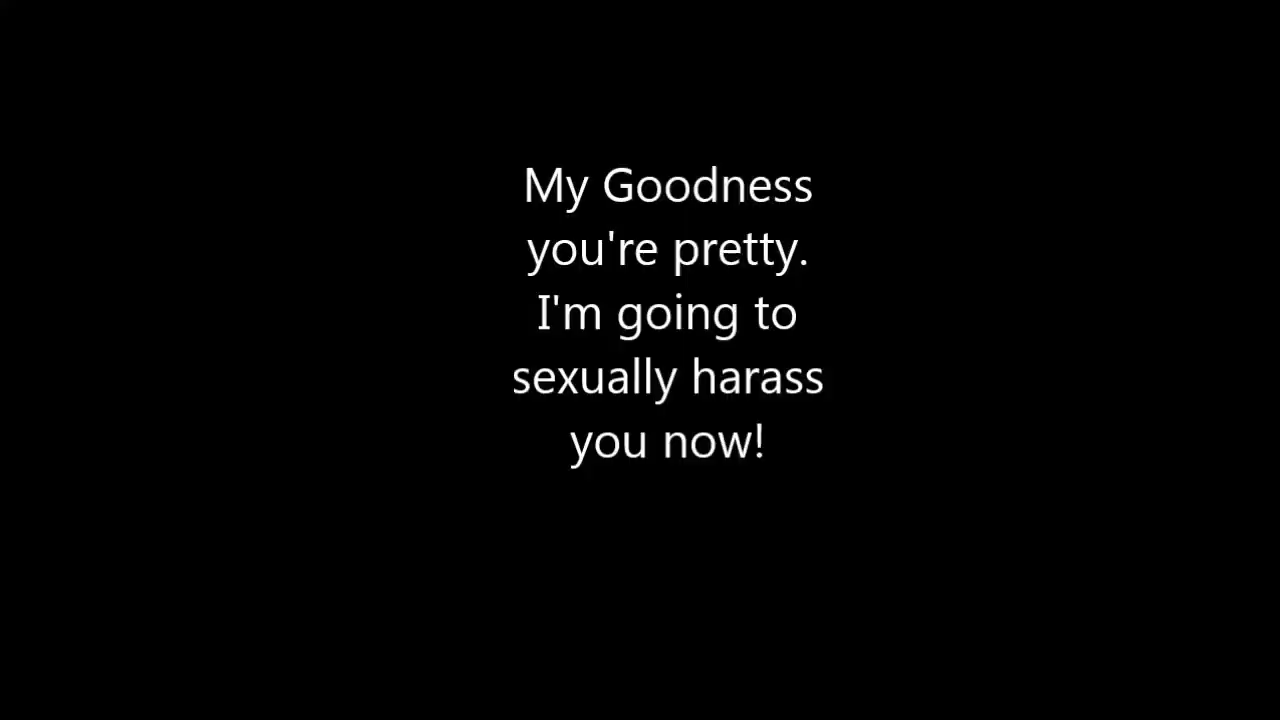 My Goodness
you're pretty.
I'm going to
sexually harass
you now!